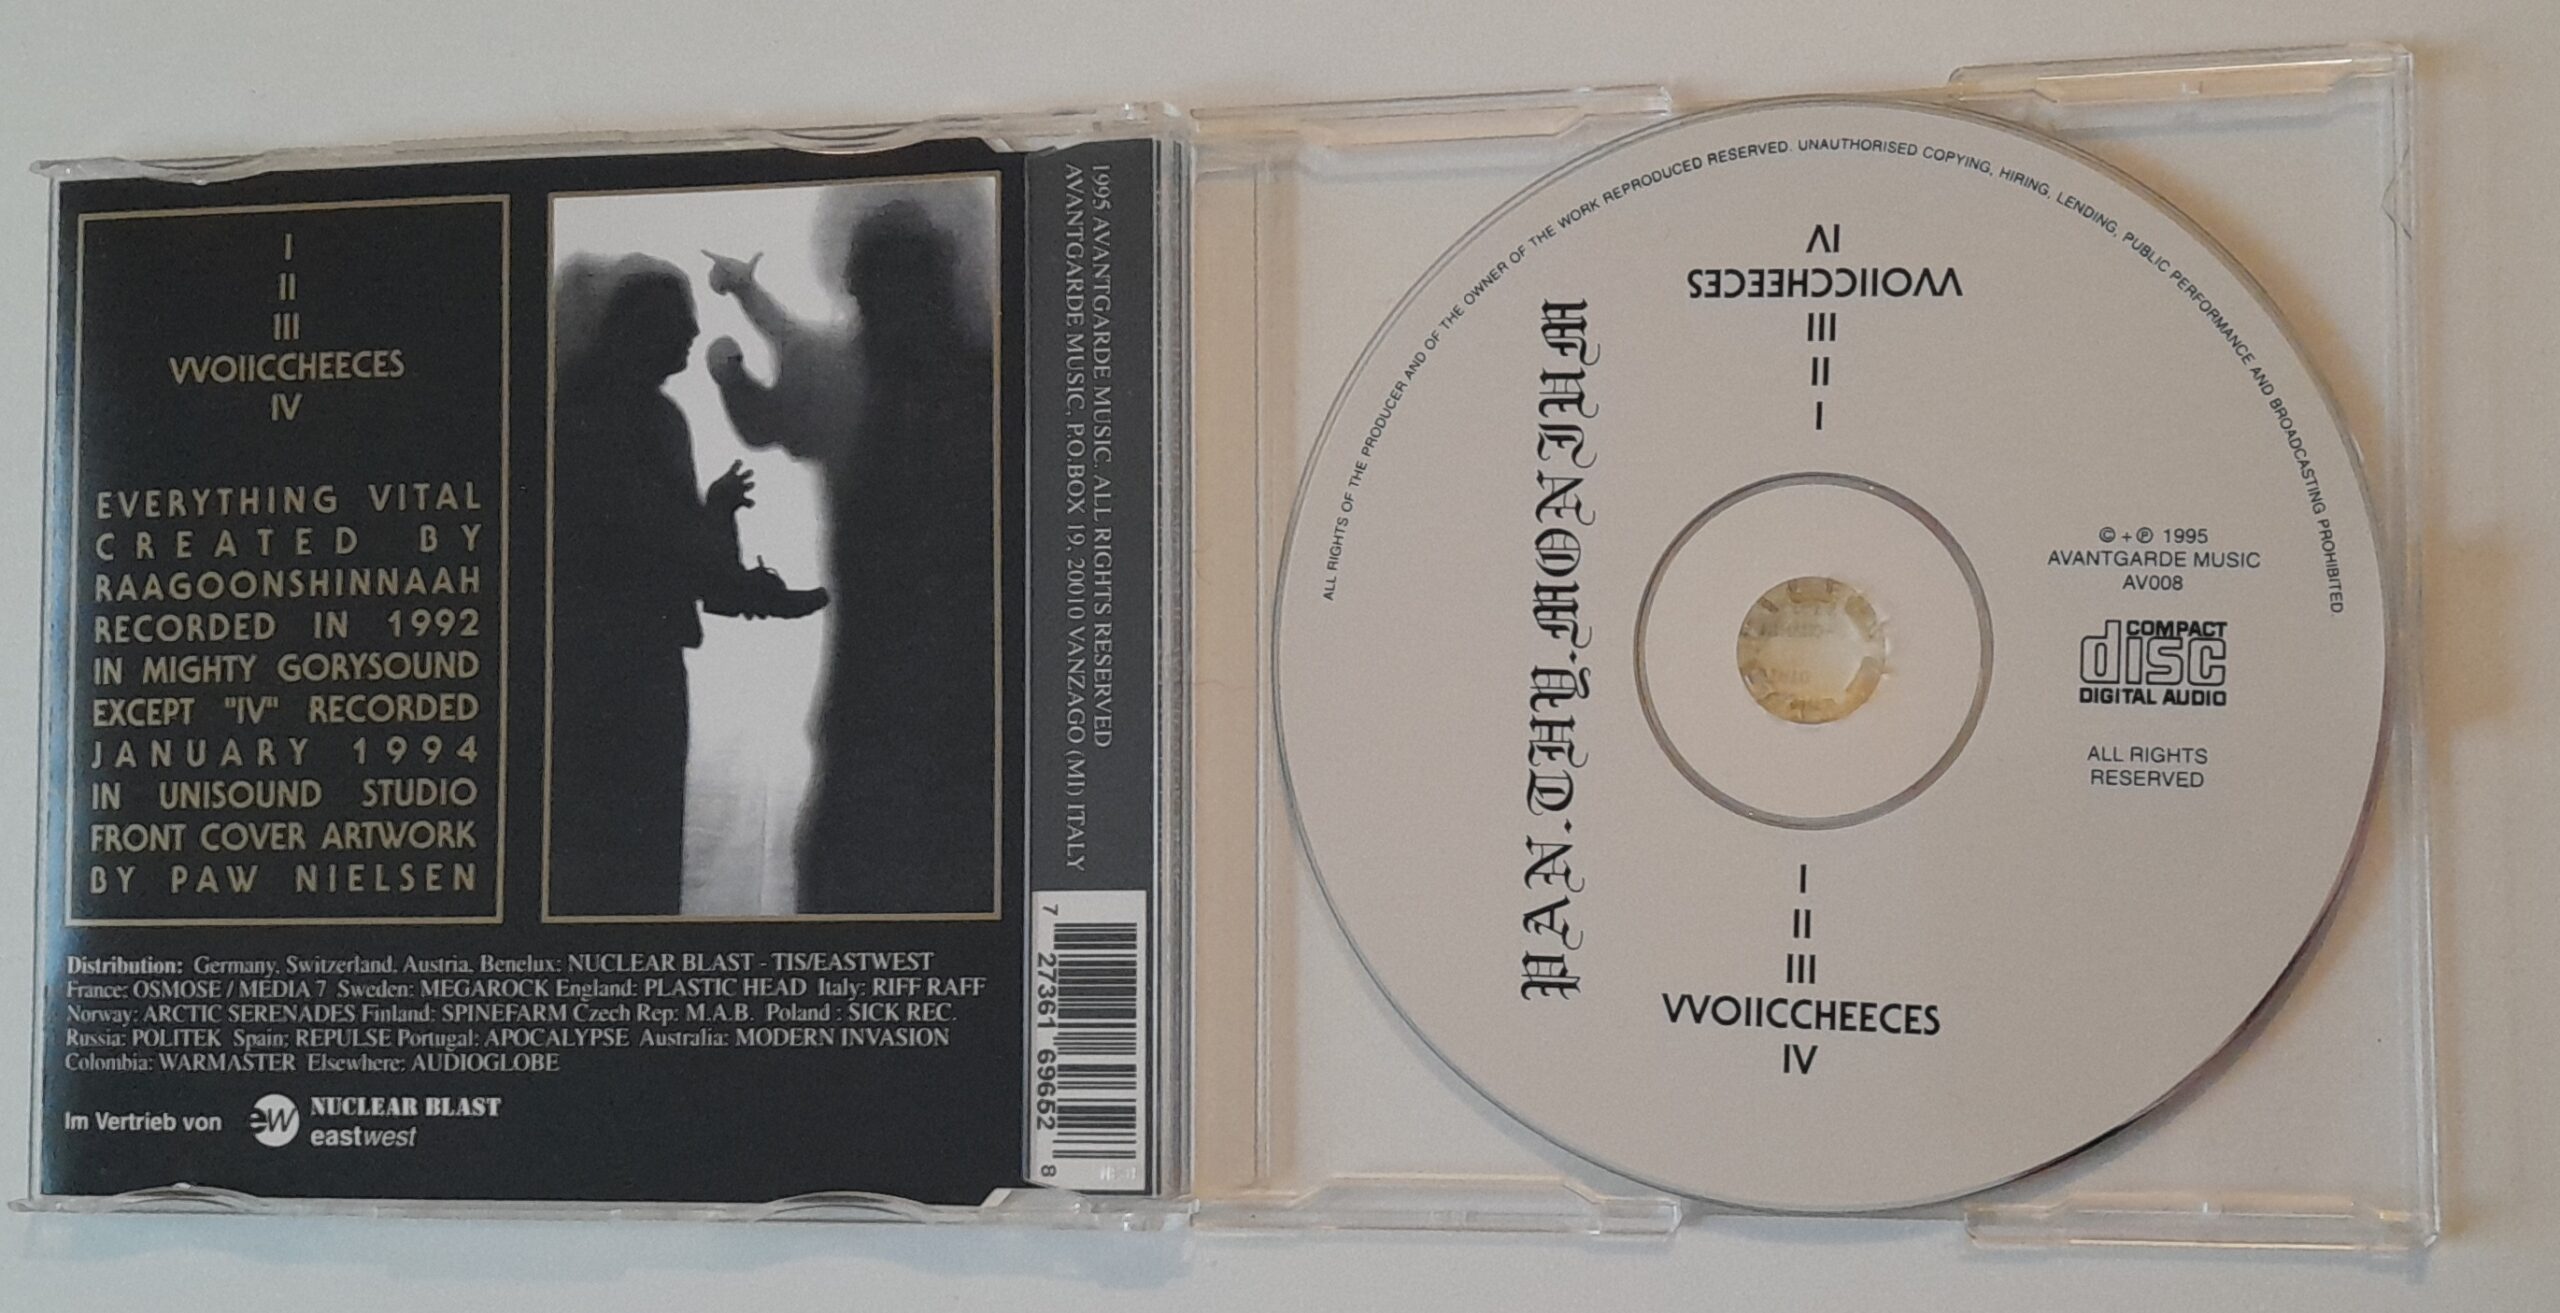 I
II
III
VVOIICCHEECES
IV
EVERYTHING VITAL
CREATED BY
RAAGOONSHINNAAH
RECORDED IN 1992
IN MIGHTY GORYSOUND
EXCEPT "IV" RECORDED
JANUARY 1994
IN UNISOUND STUDIO
FRONT COVER ARTWORK
BY PAW NIELSEN
Distribution: Germany, Switzerland, Austria, Benelux: NUCLEAR BLAST - TIS/EASTWEST
France: OSMOSE / MEDIA 7 Sweden: MEGAROCK England: PLASTIC HEAD Italy: RIFF RAFF
Norway: ARCTIC SERENADES Finland: SPINEFARM Czech Rep: M.A.B. Poland : SICK REC.
Russia: POLITEK Spain: REPULSE Portugal: APOCALYPSE Australia: MODERN INVASION
Colombia: WARMASTER Elsewhere: AUDIOGLOBE
Im Vertrieb von
ew
NUCLEAR BLAST
eastwest
1995 AVANTGARDE MUSIC. ALL RIGHTS RESERVED
AVANTGARDE MUSIC, P.O.BOX 19, 20010 VANZAGO (MI) ITALY
7 27361 69652 8
ALL RIGHTS OF THE PRODUCER AND OF THE OWNER OF THE WORK REPRODUCED RESERVED. UNAUTHORISED COPYING, HIRING, LENDING, PUBLIC PERFORMANCE AND BROADCASTING PROHIBITED.
PAN.THY.MONIUM
I
II
III
VVOIICCHEECES
IV
© + ℗ 1995
AVANTGARDE MUSIC
AV008
COMPACT
disc
DIGITAL AUDIO
ALL RIGHTS
RESERVED
I
II
III
VVOIICCHEECES
IV